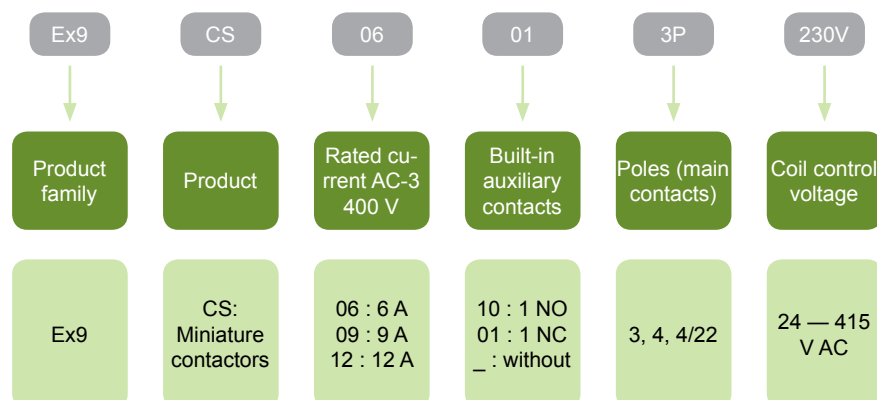 Ex9
CS
06
01
3P
230V
Product
family
Product
Rated cu-
rrent AC-3
400 V
Built-in
auxiliary
contacts
Poles (main
contacts)
Coil control
voltage
Ex9
CS:
Miniature
contactors
06 : 6 A
09 : 9 A
12 : 12 A
10 : 1 NO
01 : 1 NC
_ : without
3, 4, 4/22
24 — 415
V AC